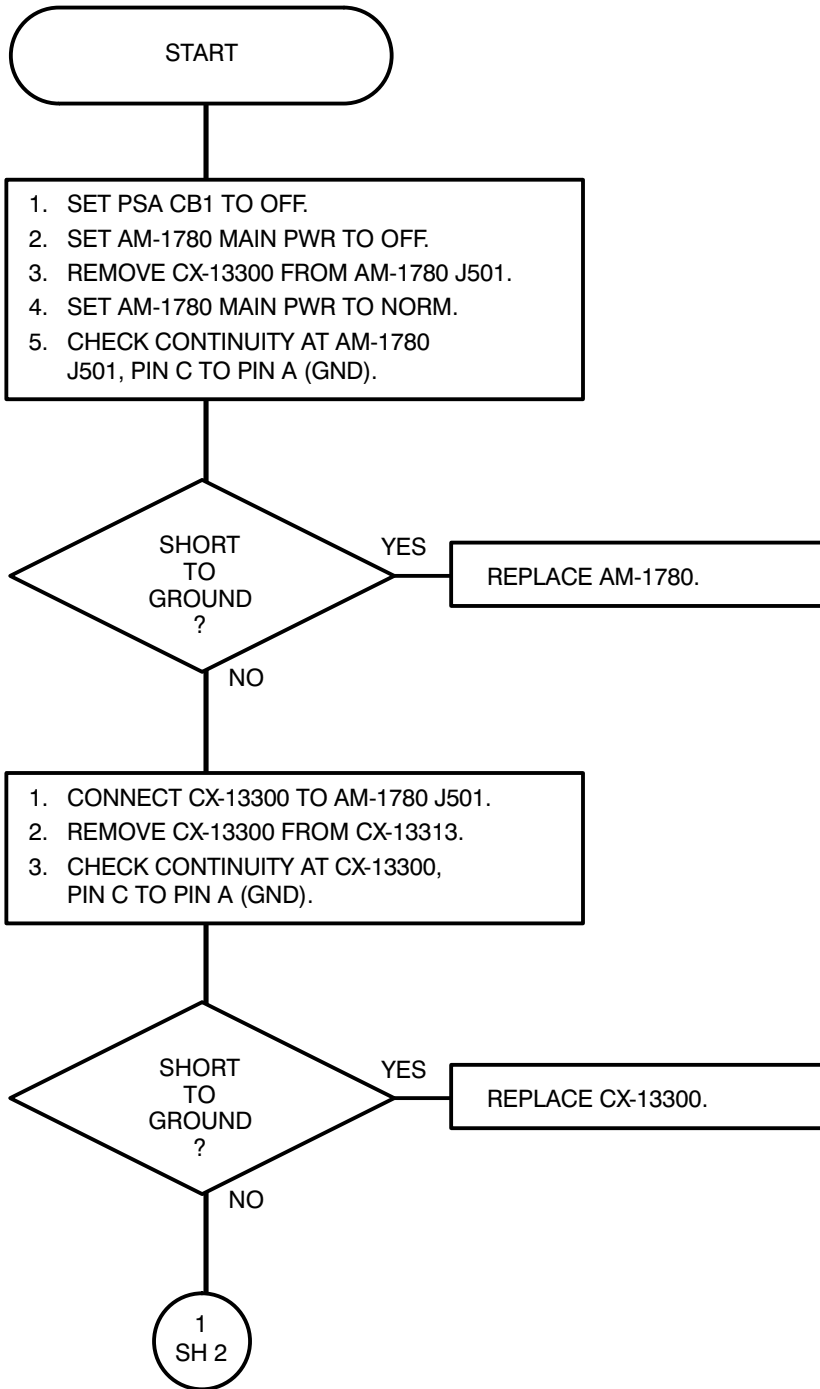 START
1. SET PSA CB1 TO OFF.
2. SET AM-1780 MAIN PWR TO OFF.
3. REMOVE CX-13300 FROM AM-1780 J501.
4. SET AM-1780 MAIN PWR TO NORM.
5. CHECK CONTINUITY AT AM-1780
J501, PIN C TO PIN A (GND).
SHORT
TO
GROUND
?
YES
REPLACE AM-1780.
NO
1. CONNECT CX-13300 TO AM-1780 J501.
2. REMOVE CX-13300 FROM CX-13313.
3. CHECK CONTINUITY AT CX-13300,
PIN C TO PIN A (GND).
SHORT
TO
GROUND
?
YES
REPLACE CX-13300.
NO
1
SH 2